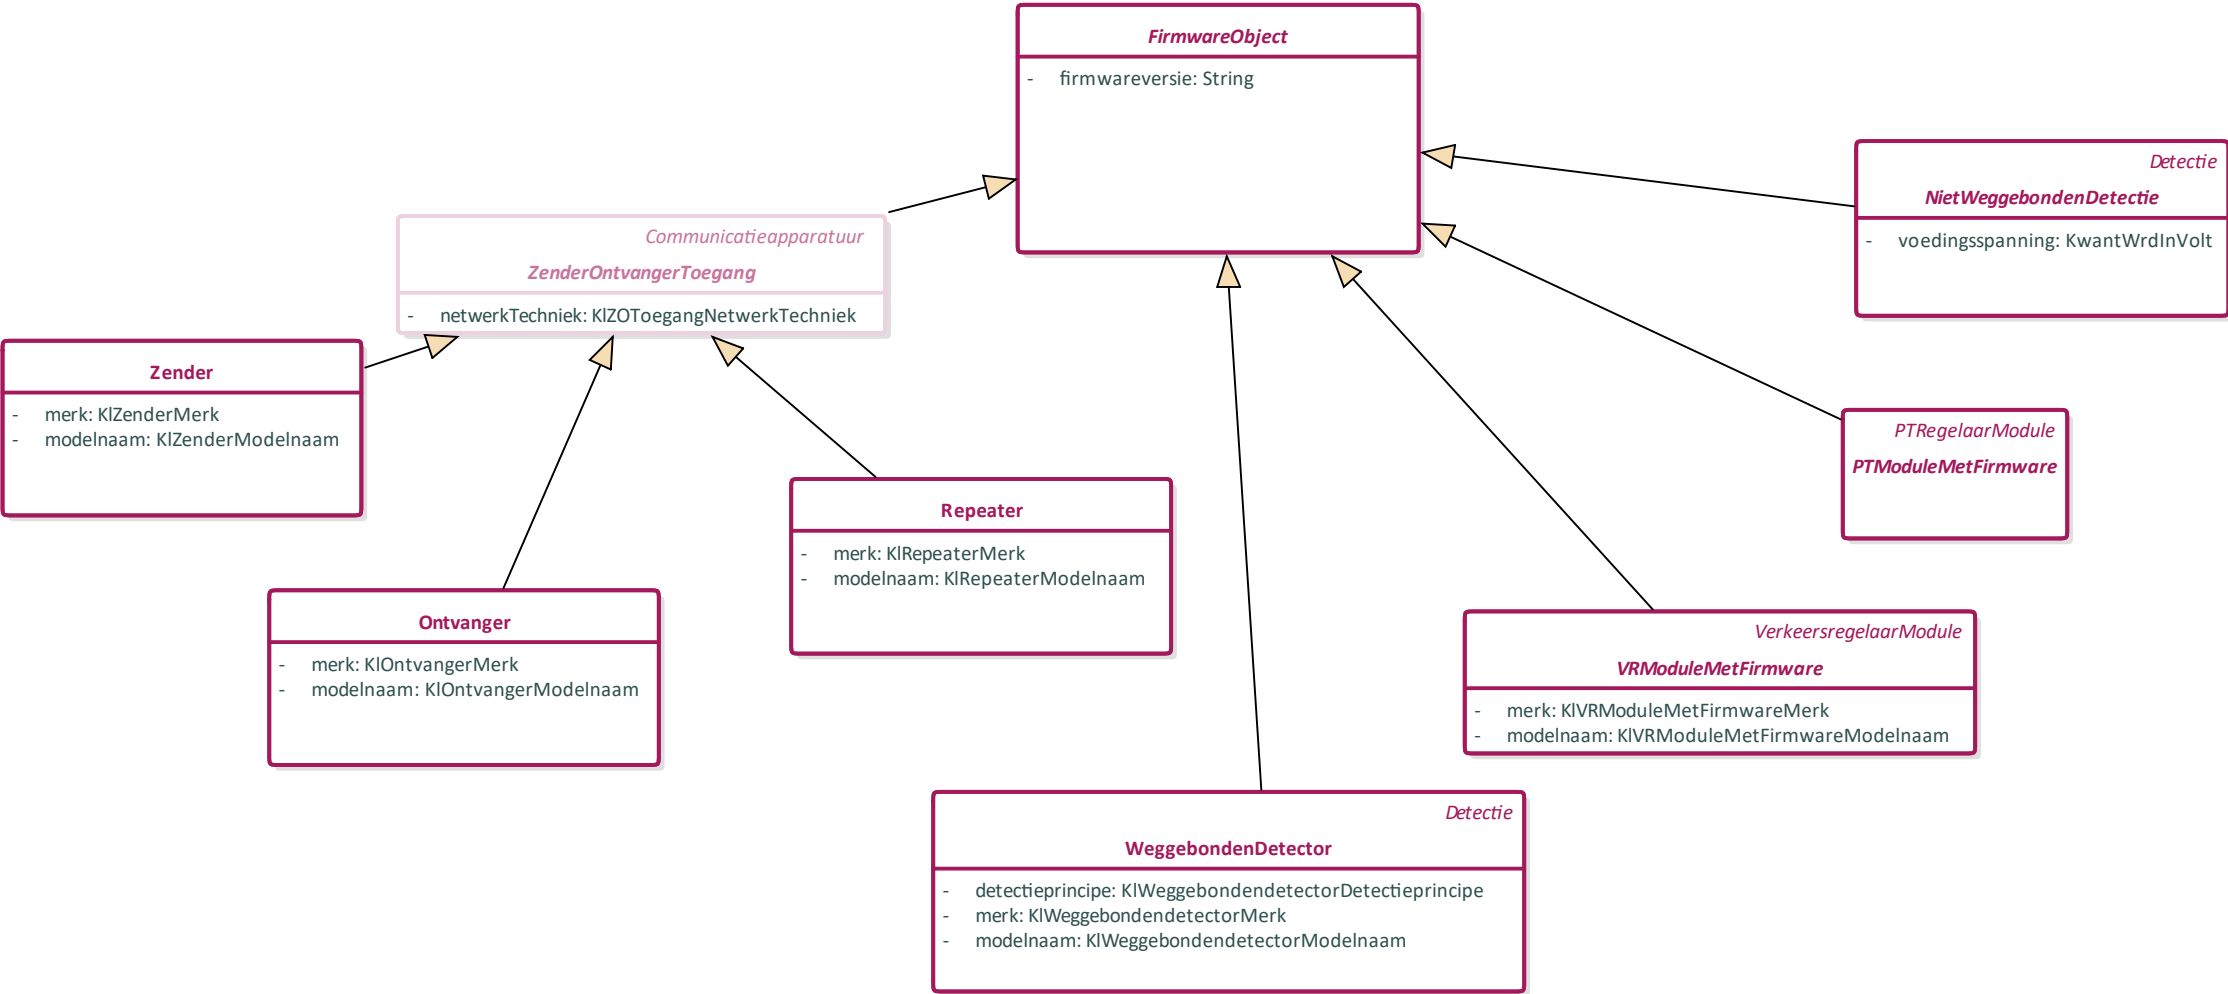 FirmwareObject
- firmwareversie: String
Detectie
NietWeggebondenDetectie
- voedingsspanning: KwantWrdInVolt
Communicatieapparatuur
ZenderOntvangerToegang
- netwerkTechniek: KlZOToegangNetwerkTechniek
Zender
- merk: KlZenderMerk
- modelnaam: KlZenderModelnaam
PTRegelaarModule
PTModuleMetFirmware
Repeater
- merk: KlRepeaterMerk
- modelnaam: KlRepeaterModelnaam
Ontvanger
- merk: KlOntvangerMerk
- modelnaam: KlOntvangerModelnaam
VerkeersregelaarModule
VRModuleMetFirmware
- merk: KlVRModuleMetFirmwareMerk
- modelnaam: KlVRModuleMetFirmwareModelnaam
Detectie
WeggebondenDetector
- detectieprincipe: KlWeggebondendetectorDetectieprincipe
- merk: KlWeggebondendetectorMerk
- modelnaam: KlWeggebondendetectorModelnaam